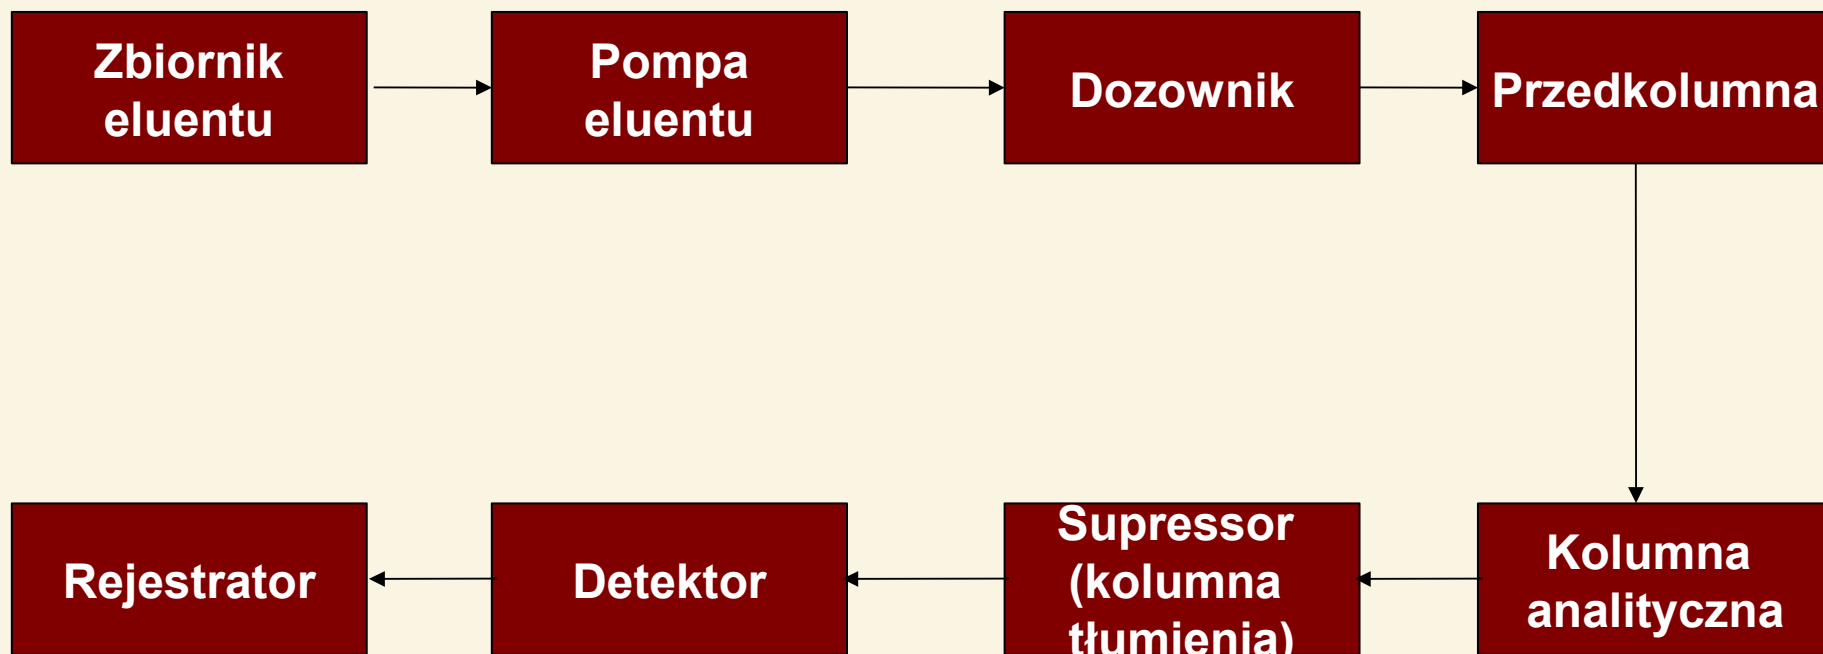 Zbiornik
eluentu
Pompa
eluentu
Dozownik
Przedkolumna
Rejestrator
Detektor
Supressor
(kolumna
tłumienia)
Kolumna
analityczna